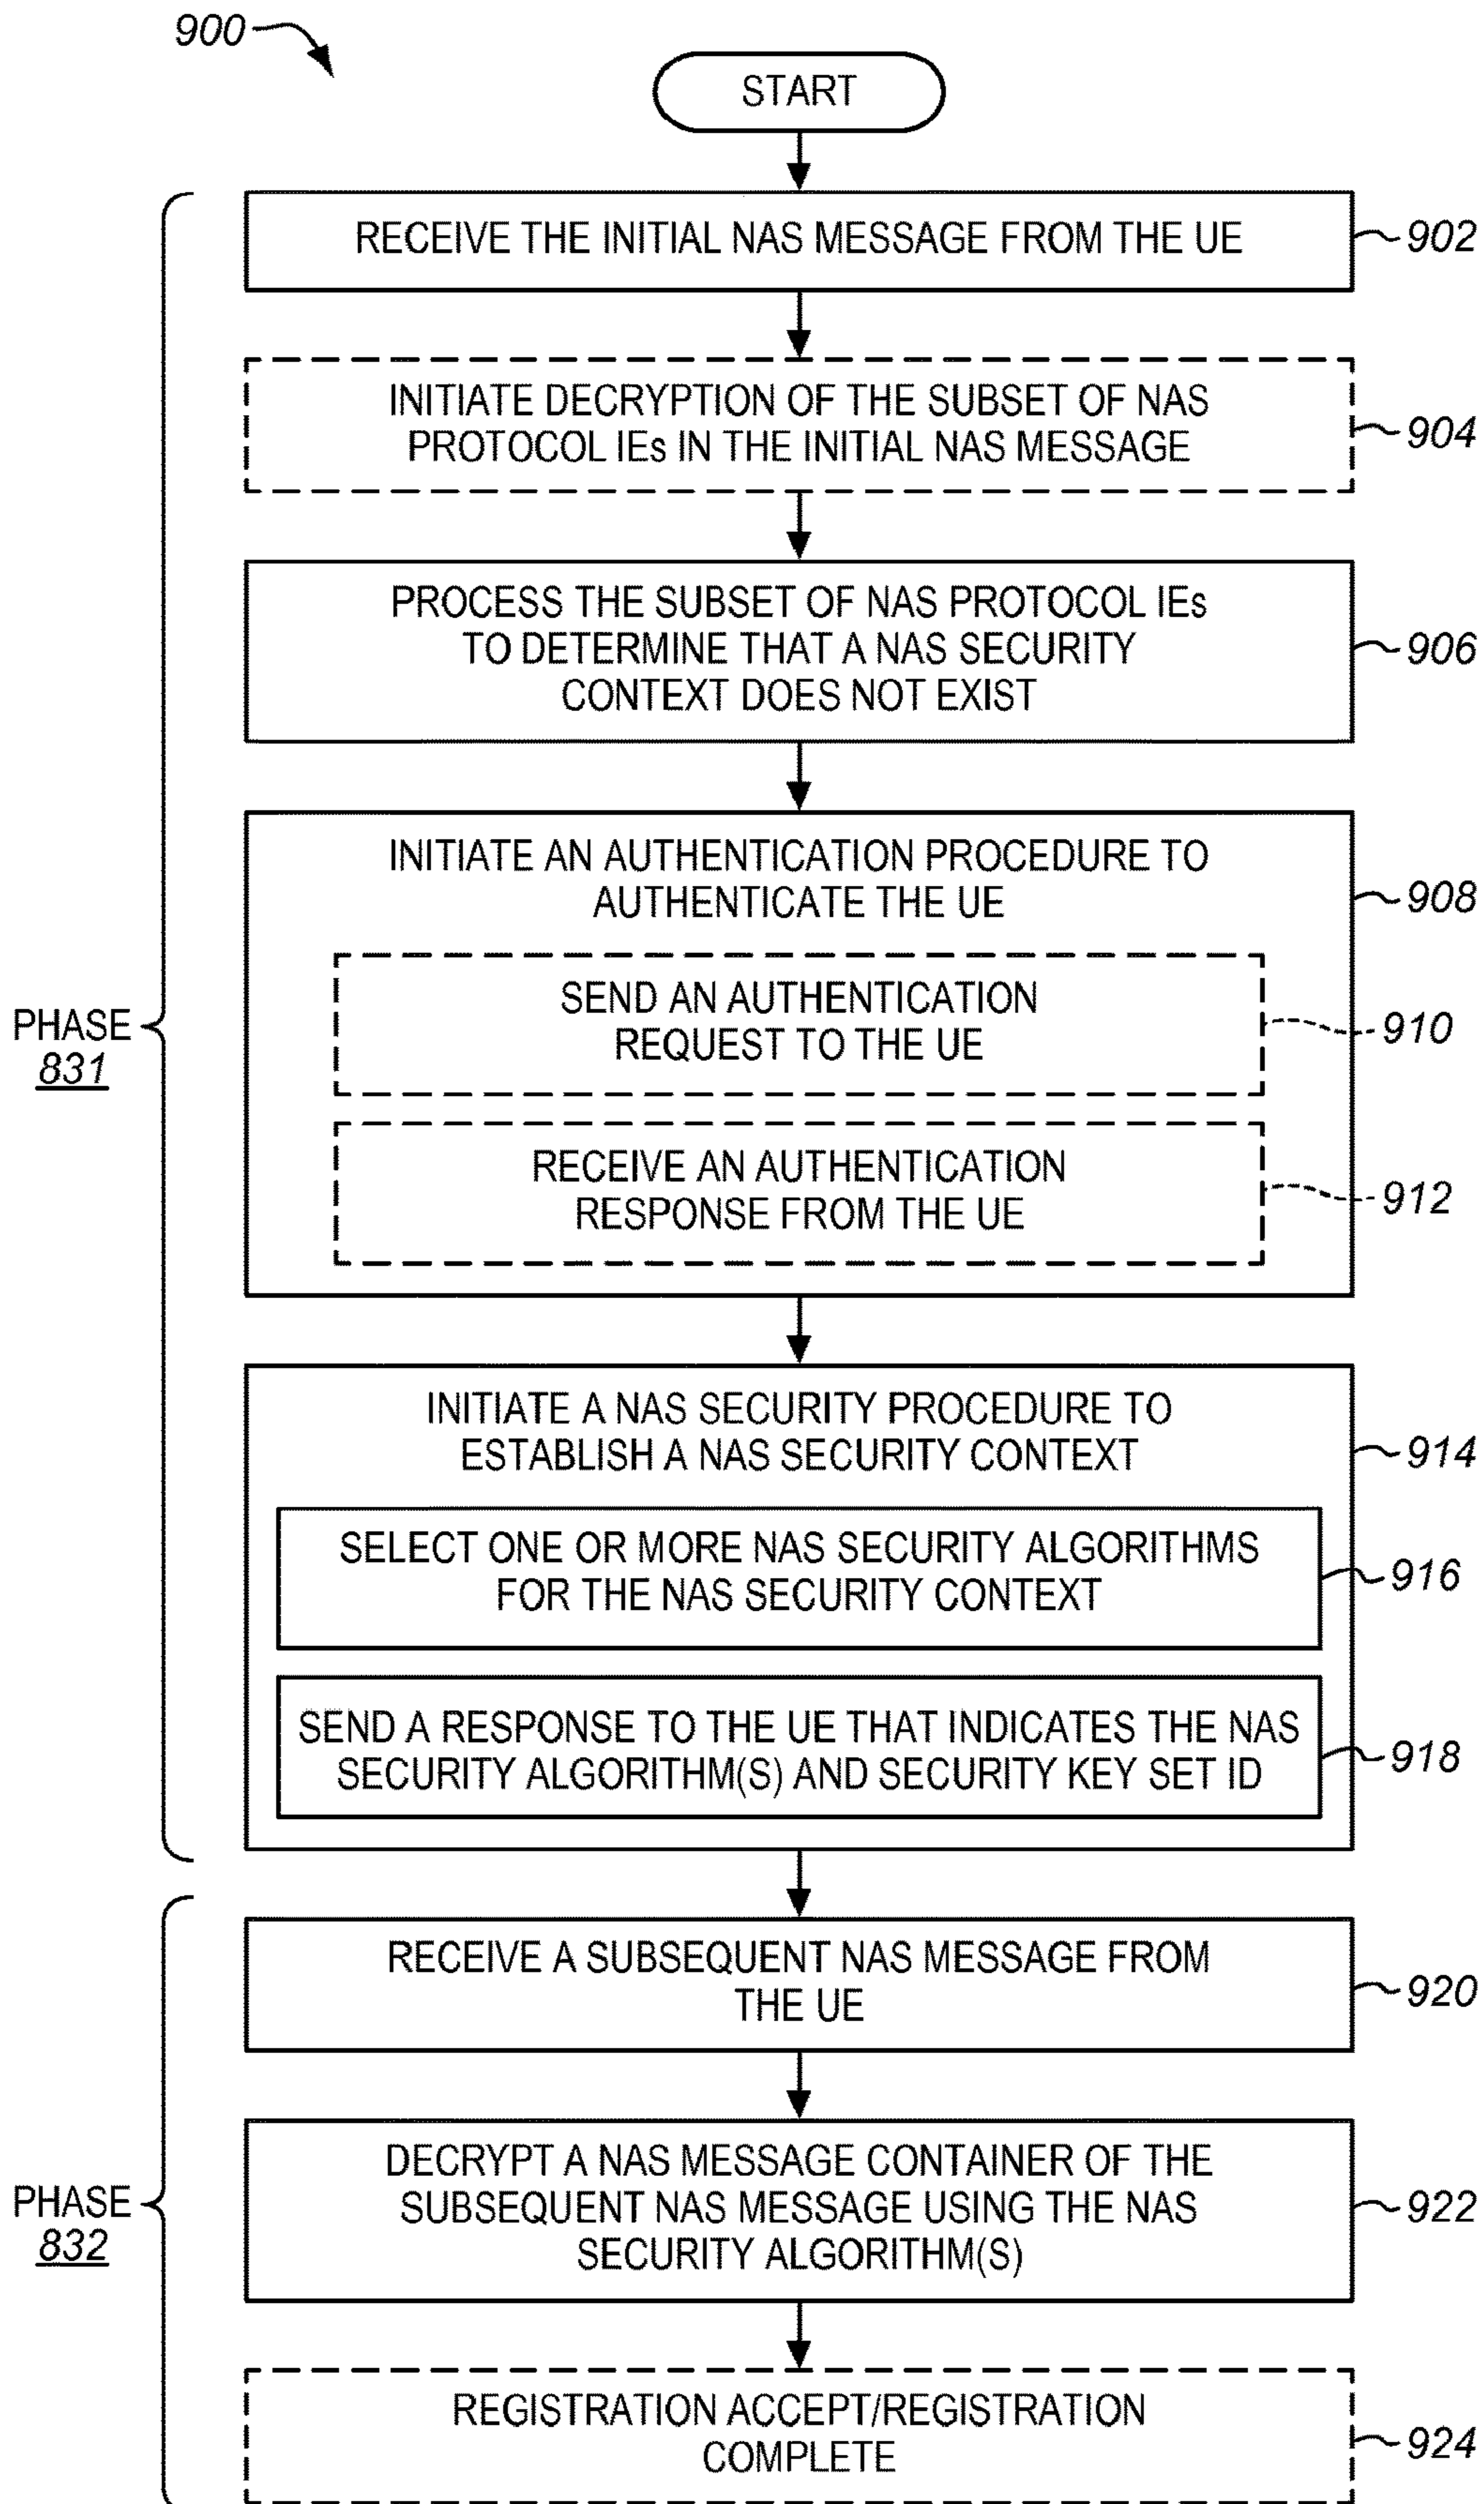 900
START
RECEIVE THE INITIAL NAS MESSAGE FROM THE UE
902
INITIATE DECRYPTION OF THE SUBSET OF NAS
PROTOCOL IEs IN THE INITIAL NAS MESSAGE
904
PROCESS THE SUBSET OF NAS PROTOCOL IEs
TO DETERMINE THAT A NAS SECURITY
CONTEXT DOES NOT EXIST
906
INITIATE AN AUTHENTICATION PROCEDURE TO
AUTHENTICATE THE UE
908
SEND AN AUTHENTICATION
REQUEST TO THE UE
910
RECEIVE AN AUTHENTICATION
RESPONSE FROM THE UE
912
PHASE
831
INITIATE A NAS SECURITY PROCEDURE TO
ESTABLISH A NAS SECURITY CONTEXT
914
SELECT ONE OR MORE NAS SECURITY ALGORITHMS
FOR THE NAS SECURITY CONTEXT
916
SEND A RESPONSE TO THE UE THAT INDICATES THE NAS
SECURITY ALGORITHM(S) AND SECURITY KEY SET ID
918
RECEIVE A SUBSEQUENT NAS MESSAGE FROM
THE UE
920
DECRYPT A NAS MESSAGE CONTAINER OF THE
SUBSEQUENT NAS MESSAGE USING THE NAS
SECURITY ALGORITHM(S)
922
PHASE
832
REGISTRATION ACCEPT/REGISTRATION
COMPLETE
924